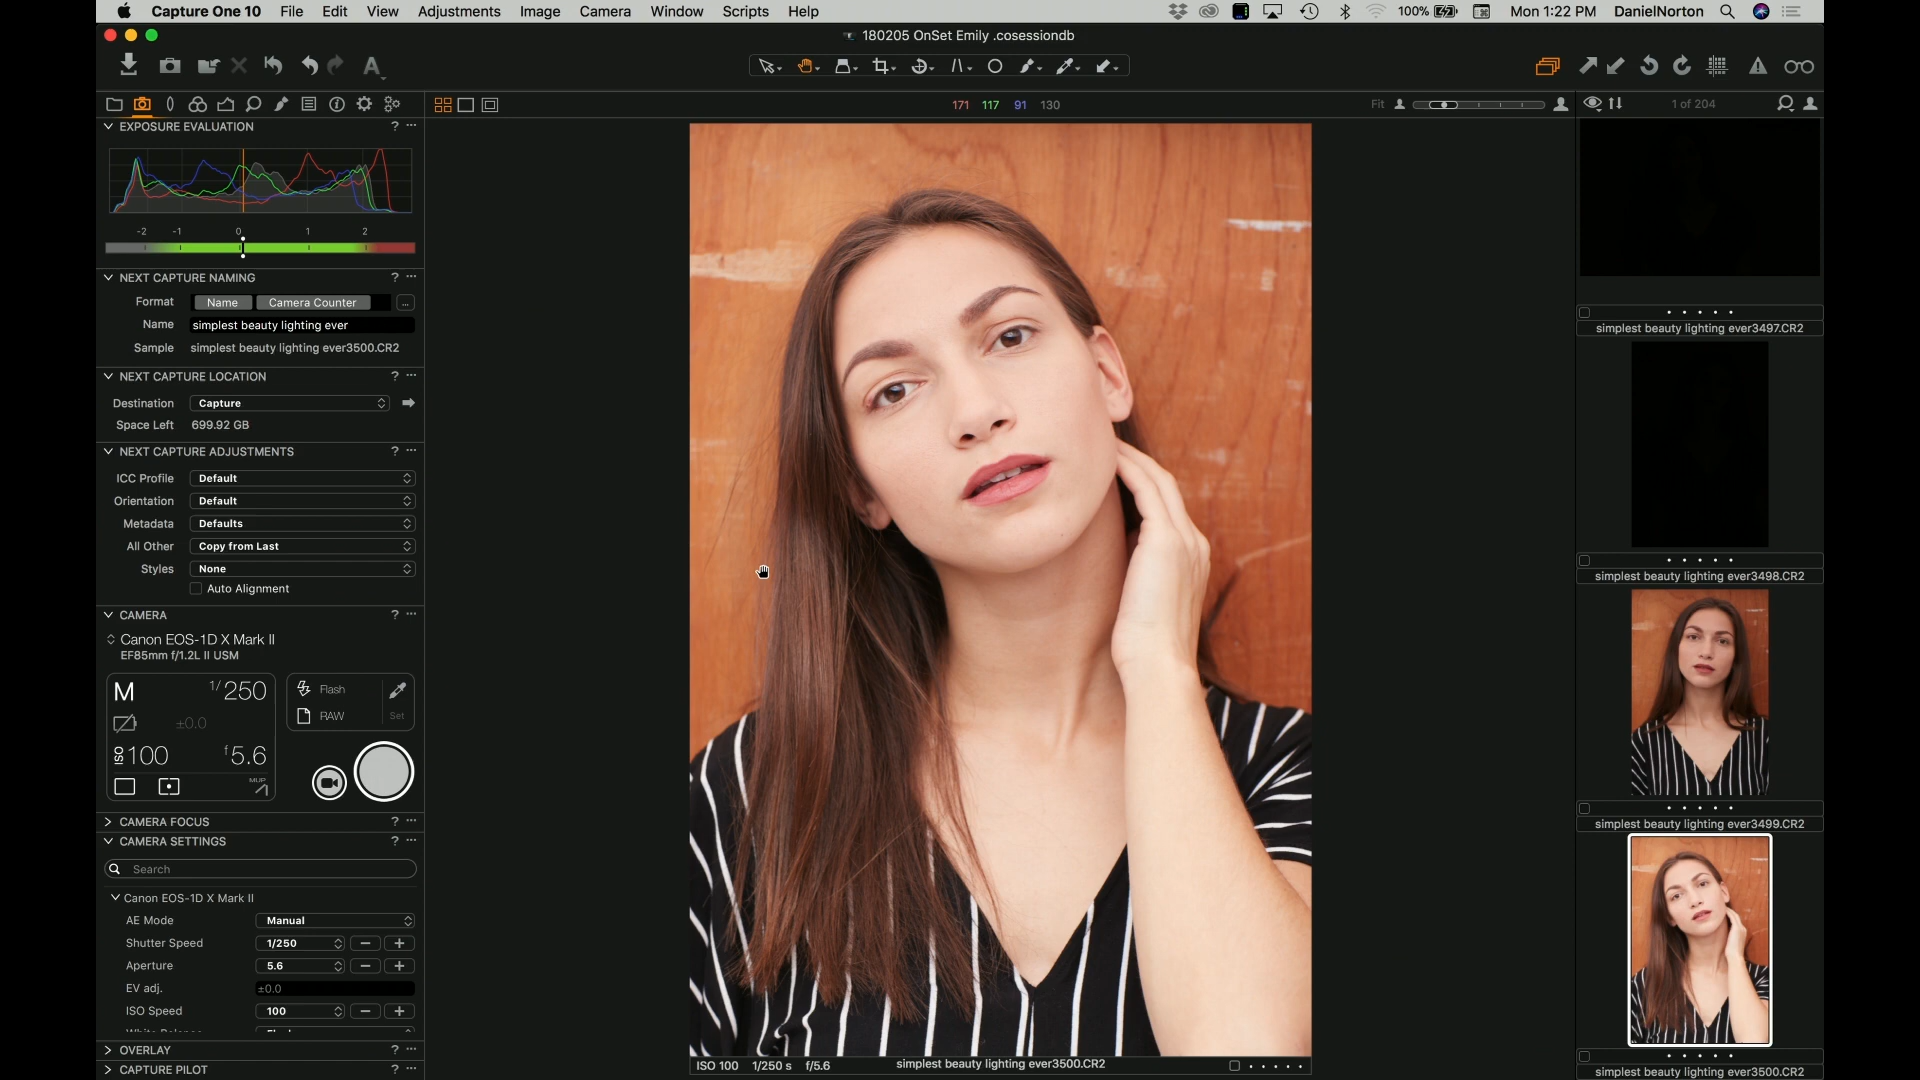 Capture One 10 File Edit View Adjustments Image Camera Window Scripts Help 100% Mon 1:22 PM DanielNorton
180205 OnSet Emily .cosessiondb
171 117 91 130 Fit 1 of 204
EXPOSURE EVALUATION ? ...
-2 -1 0 1 2
NEXT CAPTURE NAMING ? ...
Format Name Camera Counter ...
Name simplest beauty lighting ever
Sample simplest beauty lighting ever3500.CR2
NEXT CAPTURE LOCATION ? ...
Destination Capture
Space Left 699.92 GB
NEXT CAPTURE ADJUSTMENTS ? ...
ICC Profile Default
Orientation Default
Metadata Defaults
All Other Copy from Last
Styles None
Auto Alignment
CAMERA ? ...
Canon EOS-1D X Mark II
EF85mm f/1.2L II USM
M 1/250 Flash
±0.0 RAW Set
ISO 100 f 5.6
MUP
CAMERA FOCUS ? ...
CAMERA SETTINGS ? ...
Search
Canon EOS-1D X Mark II
AE Mode Manual
Shutter Speed 1/250 − +
Aperture 5.6 − +
EV adj. ±0.0
ISO Speed 100 − +
OVERLAY ? ...
CAPTURE PILOT ? ...
ISO 100 1/250 s f/5.6 simplest beauty lighting ever3500.CR2
simplest beauty lighting ever3497.CR2
simplest beauty lighting ever3498.CR2
simplest beauty lighting ever3499.CR2
simplest beauty lighting ever3500.CR2